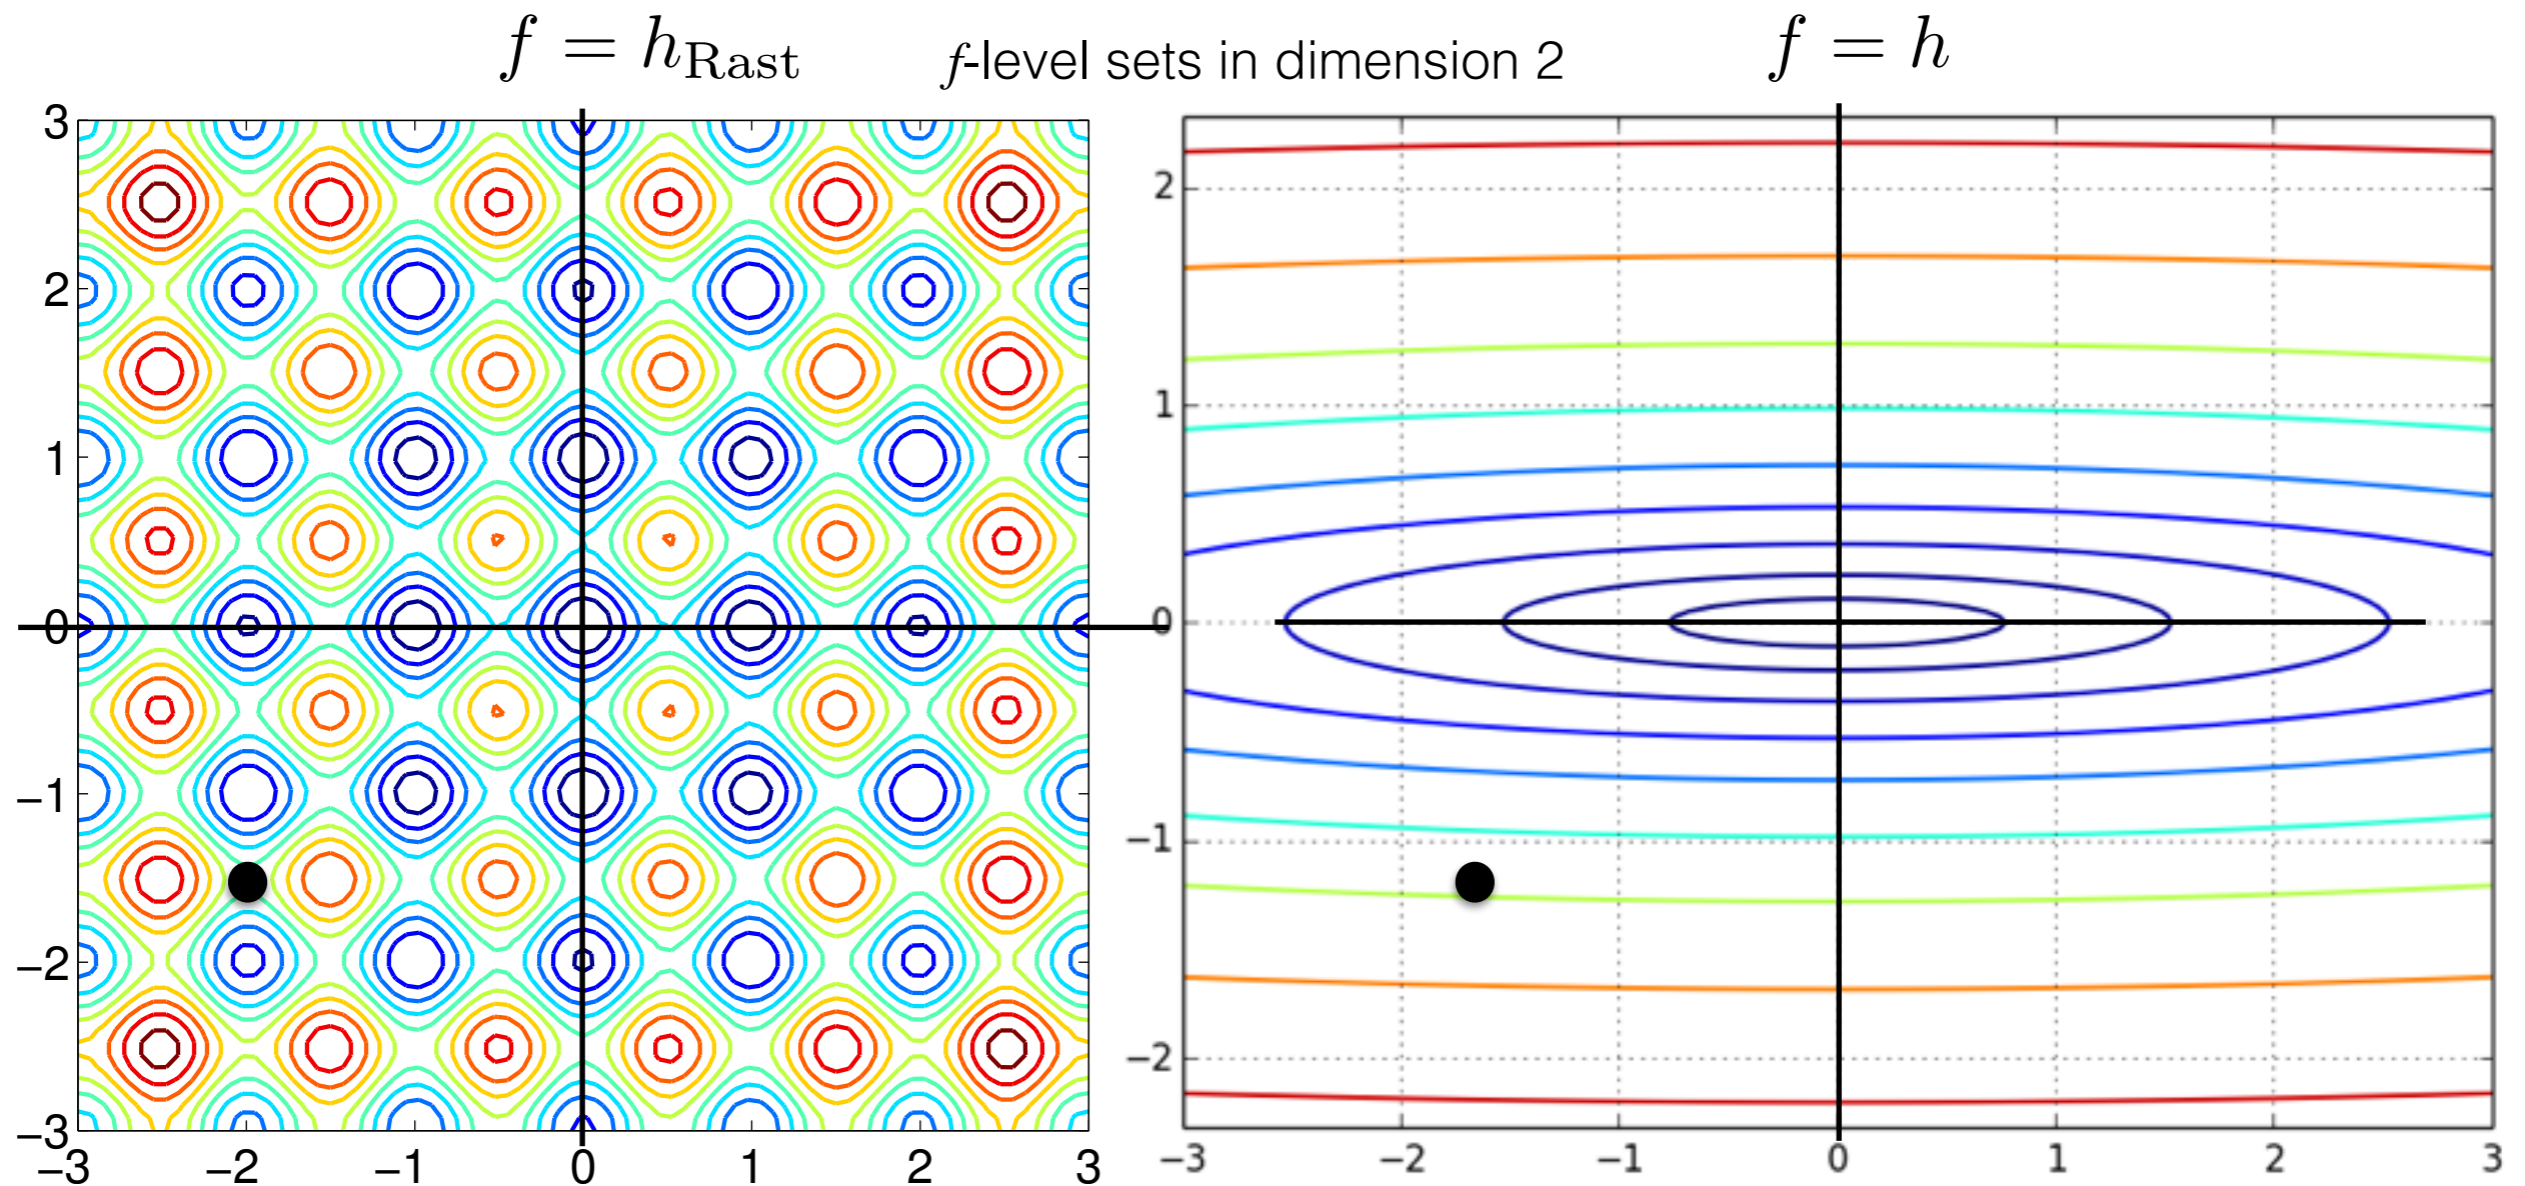 f = h_Rast
f-level sets in dimension 2
f = h
3
2
1
0
−1
−2
−3
−3 −2 −1 0 1 2 3
2
1
0
−1
−2
−3 −2 −1 0 1 2 3